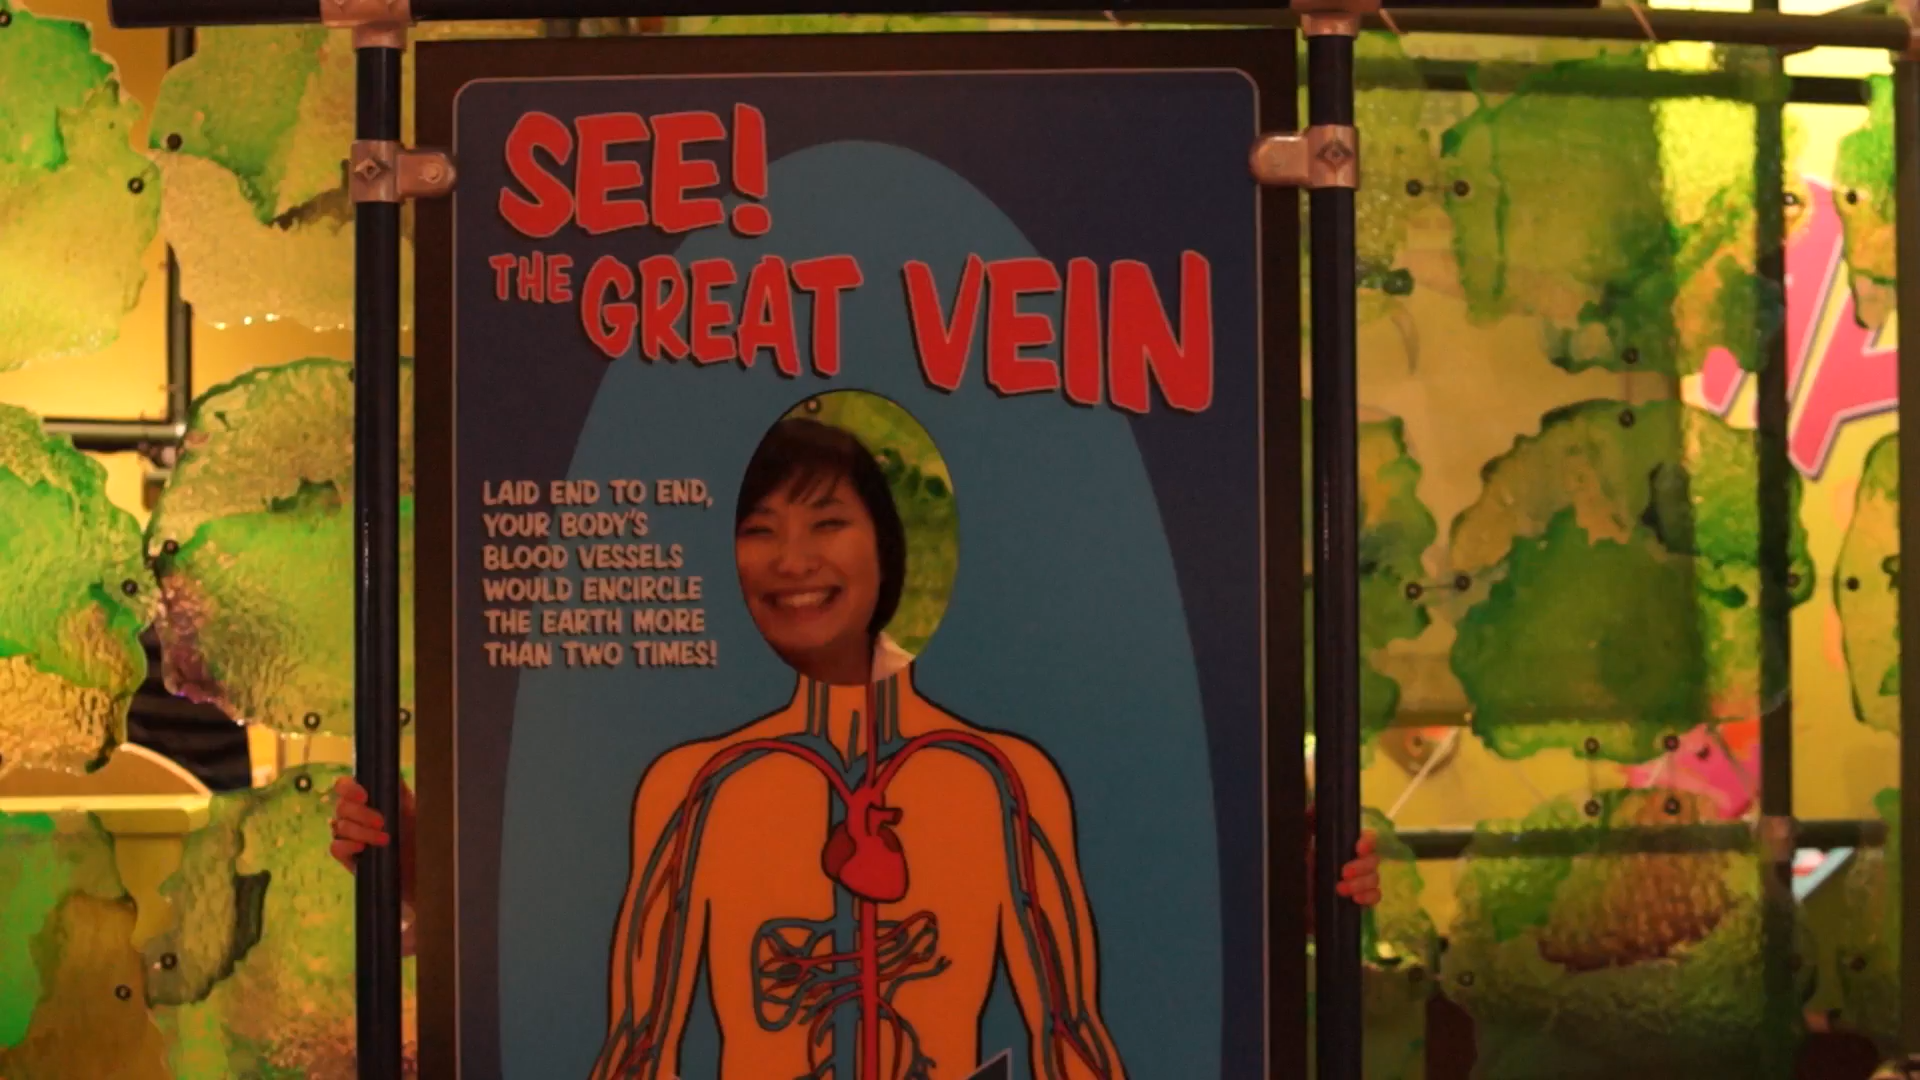 SEE!
THE GREAT VEIN
LAID END TO END,
YOUR BODY'S
BLOOD VESSELS
WOULD ENCIRCLE
THE EARTH MORE
THAN TWO TIMES!